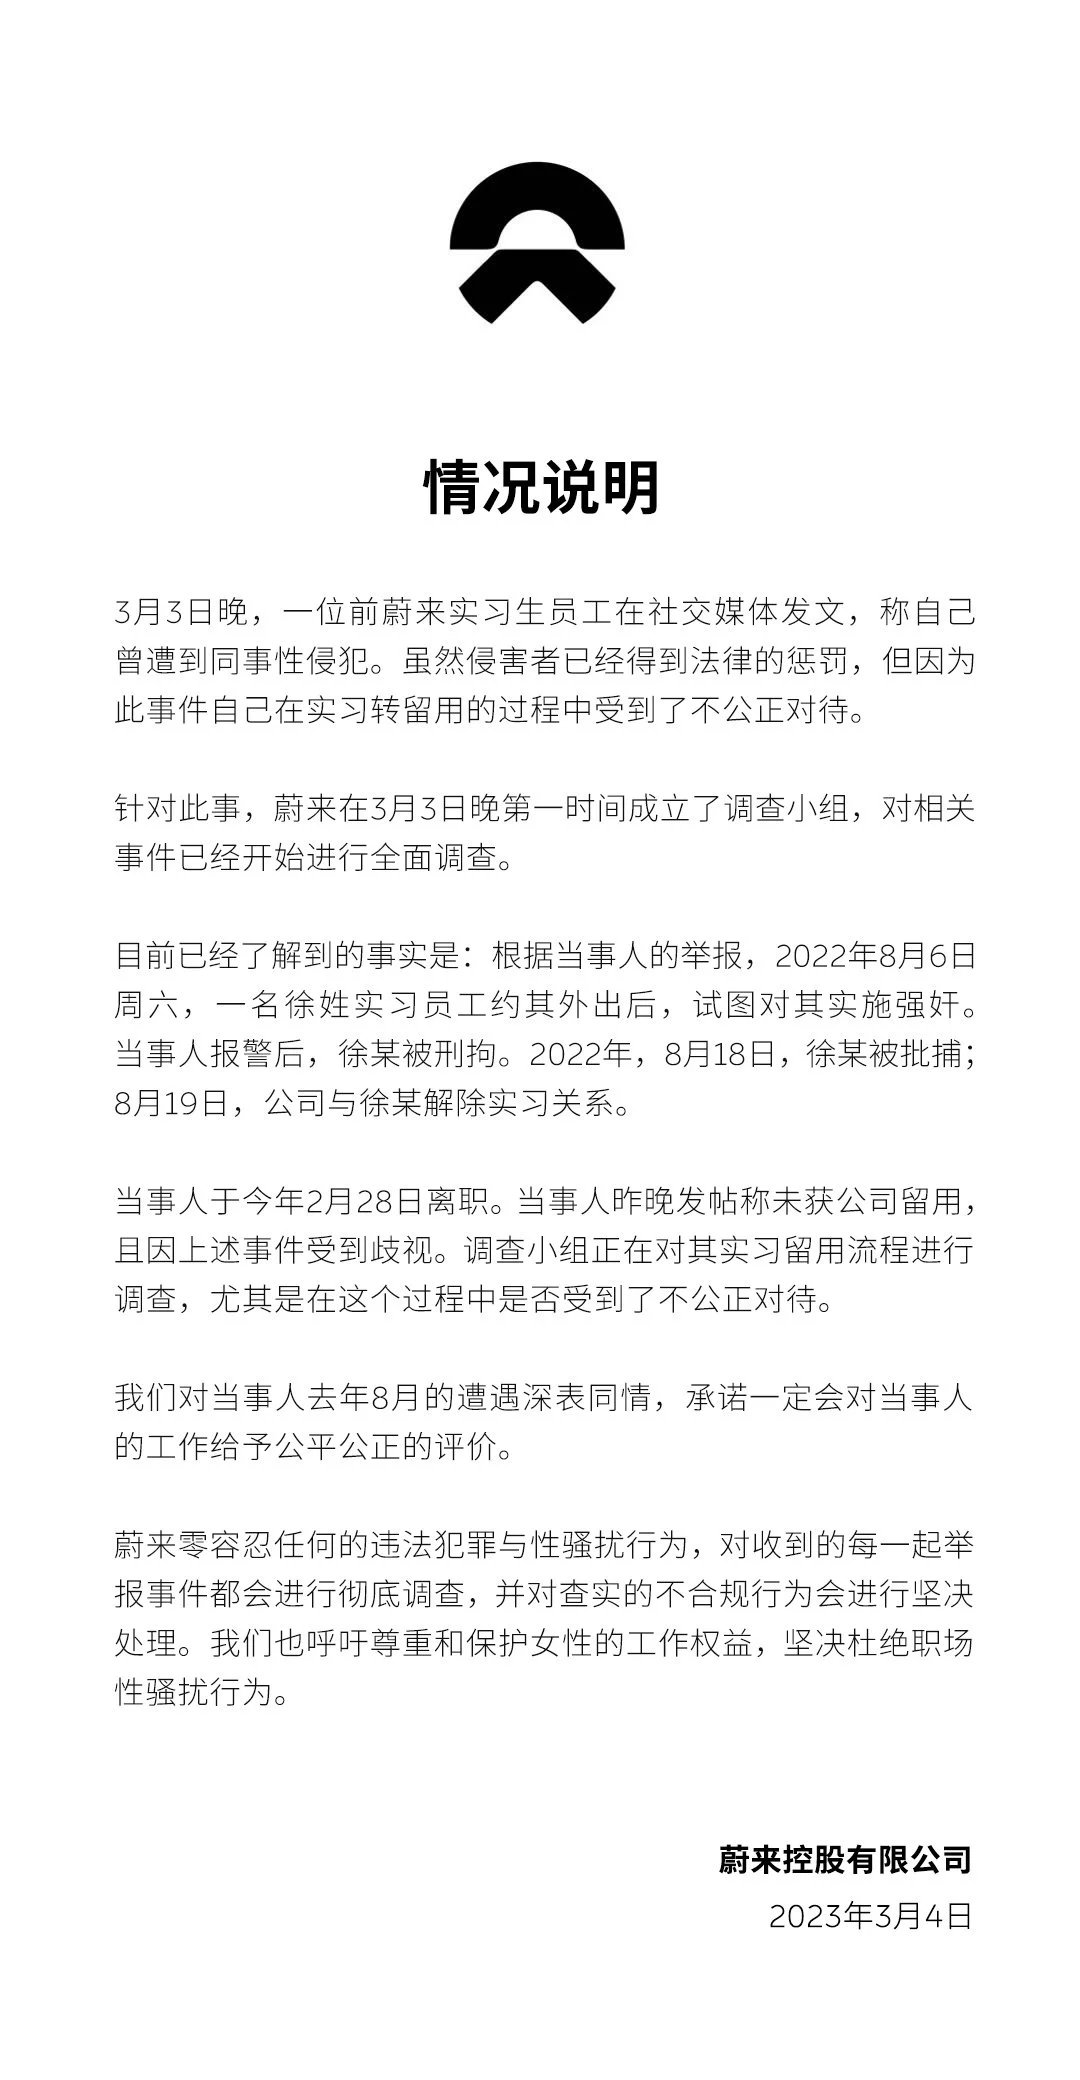 情况说明
3月3日晚，一位前蔚来实习生员工在社交媒体发文，称自己
曾遭到同事性侵犯。虽然侵害者已经得到法律的惩罚，但因为
此事件自己在实习转留用的过程中受到了不公正对待。
针对此事，蔚来在3月3日晚第一时间成立了调查小组，对相关
事件已经开始进行全面调查。
目前已经了解到的事实是：根据当事人的举报，2022年8月6日
周六，一名徐姓实习员工约其外出后，试图对其实施强奸。
当事人报警后，徐某被刑拘。2022年，8月18日，徐某被批捕；
8月19日，公司与徐某解除实习关系。
当事人于今年2月28日离职。当事人昨晚发帖称未获公司留用，
且因上述事件受到歧视。调查小组正在对其实习留用流程进行
调查，尤其是在这个过程中是否受到了不公正对待。
我们对当事人去年8月的遭遇深表同情，承诺一定会对当事人
的工作给予公平公正的评价。
蔚来零容忍任何的违法犯罪与性骚扰行为，对收到的每一起举
报事件都会进行彻底调查，并对查实的不合规行为会进行坚决
处理。我们也呼吁尊重和保护女性的工作权益，坚决杜绝职场
性骚扰行为。
蔚来控股有限公司
2023年3月4日